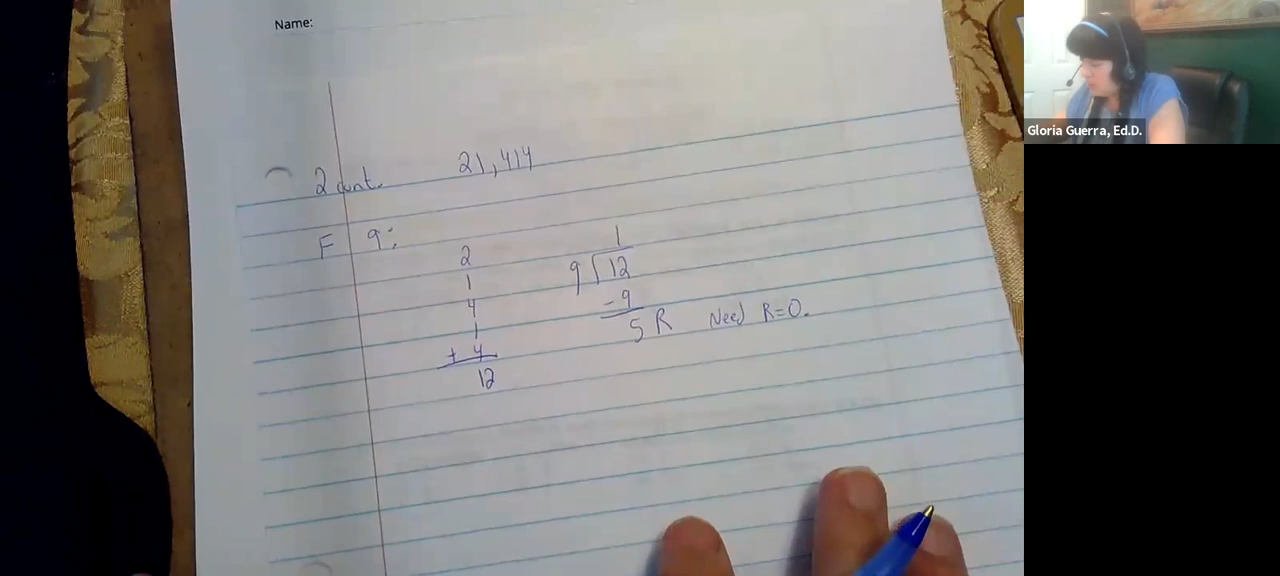 Name:
Gloria Guerra, Ed.D.
2 cont. 21,414
F 9:
2
1
4
1
+ 4
12
1
9 12
- 9
5 R Need R=0.